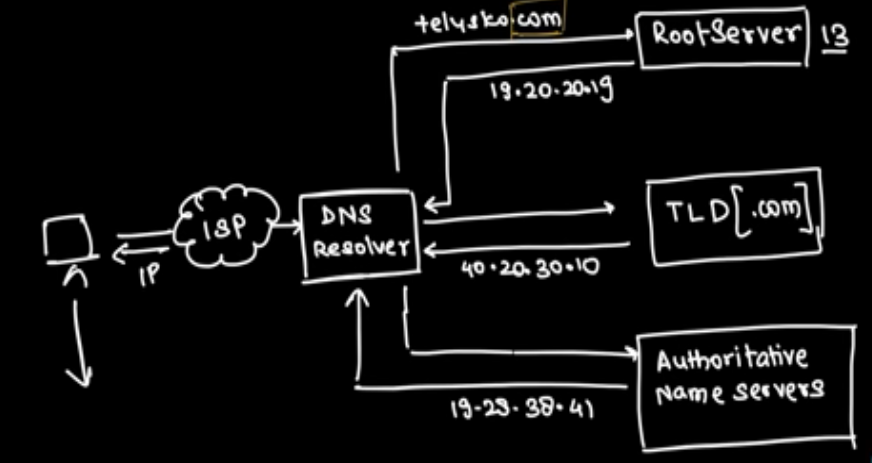 telusko.com
RootServer 13
19.20.20.19
ISP
DNS
Resolver
TLD[.com]
IP
40.20.30.10
Authoritative
Name servers
19.29.38.41